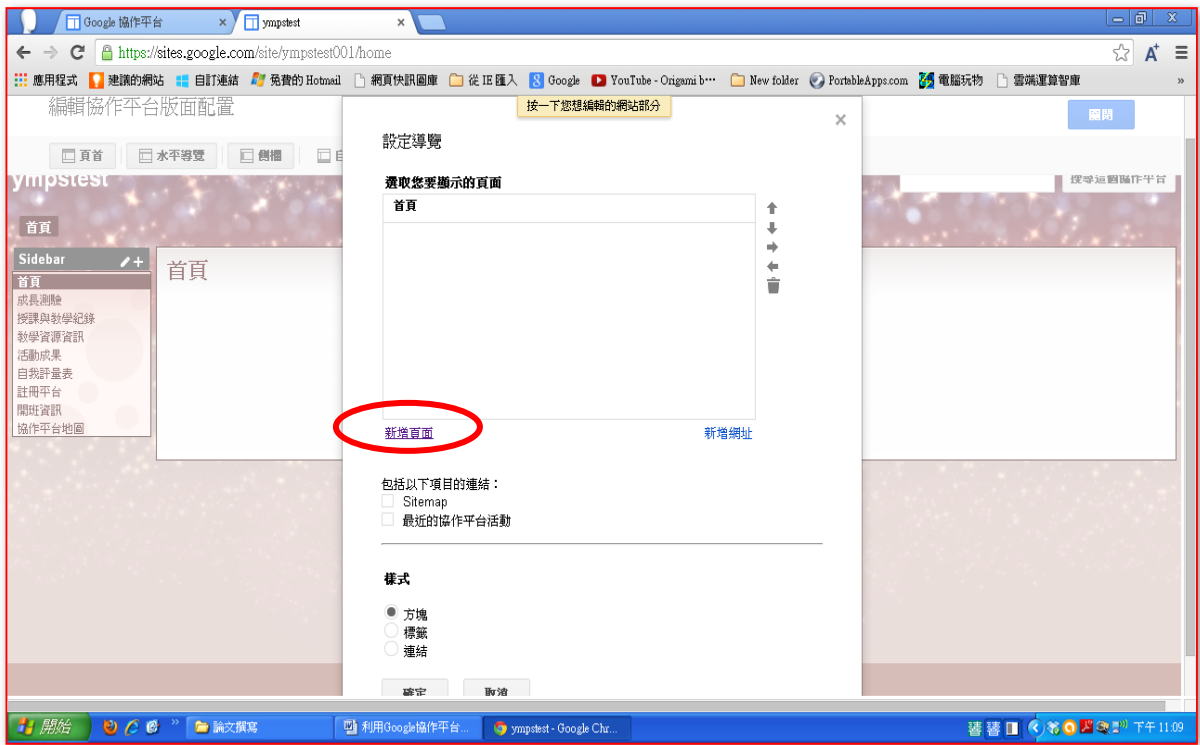 Google 協作平台
ympstest
https://sites.google.com/site/ympstest001/home
應用程式 建議的網站 自訂連結 免費的 Hotmail 網頁快訊圖庫 從 IE 匯入 Google YouTube - Origami b··· New folder PortableApps.com 電腦玩物 雲端運算智庫 »
編輯協作平台版面配置
按一下您想編輯的網站部分
關閉
頁首 水平導覽 側欄
ympstest
搜尋這個協作平台
首頁
Sidebar
首頁
成長測驗
授課與教學紀錄
教學資源資訊
活動成果
自我評量表
註冊平台
開班資訊
協作平台地圖
首頁
設定導覽
選取您要顯示的頁面
首頁
新增頁面 新增網址
包括以下項目的連結：
Sitemap
最近的協作平台活動
樣式
方塊
標籤
連結
確定 取消
開始 » 論文撰寫 利用Google協作平台... ympstest - Google Chr... 下午 11:09